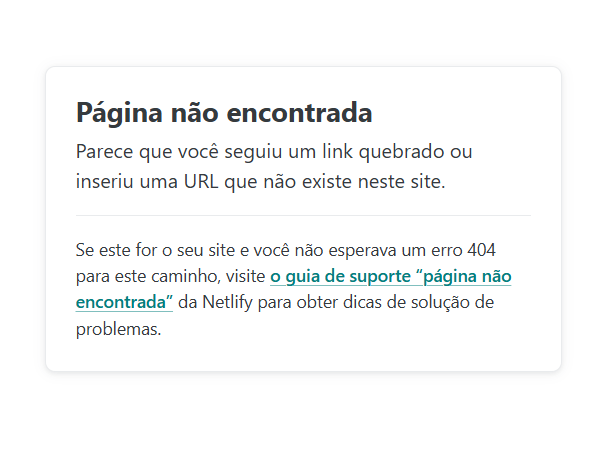 Página não encontrada
Parece que você seguiu um link quebrado ou
inseriu uma URL que não existe neste site.
Se este for o seu site e você não esperava um erro 404
para este caminho, visite o guia de suporte “página não
encontrada” da Netlify para obter dicas de solução de
problemas.